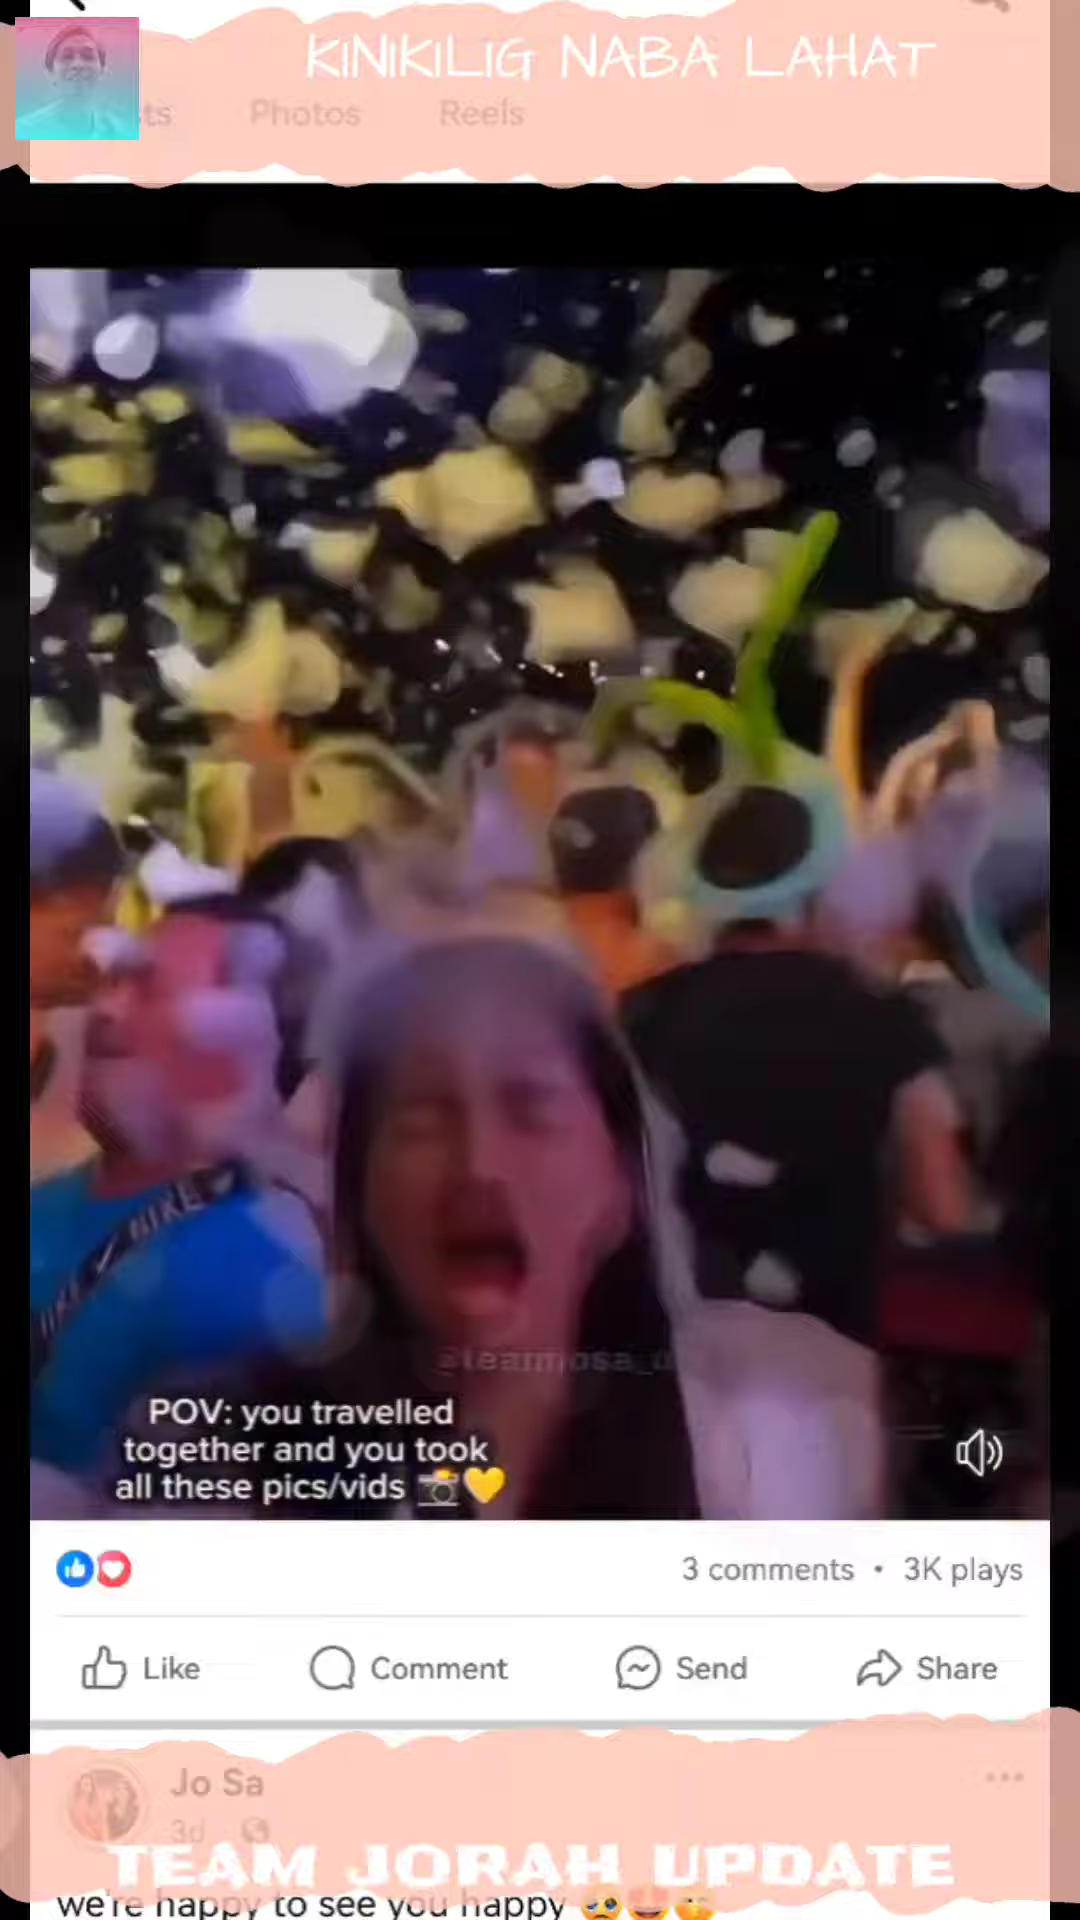 KINIKILIG NABA LAHAT
Photos
Reels
NIKE
POV: you travelled
together and you took
all these pics/vids 📸💛
3 comments • 3K plays
Like
Comment
Send
Share
Jo Sa
3d
TEAM JORAH UPDATE
we're happy to see you happy 🥺🤩🥰